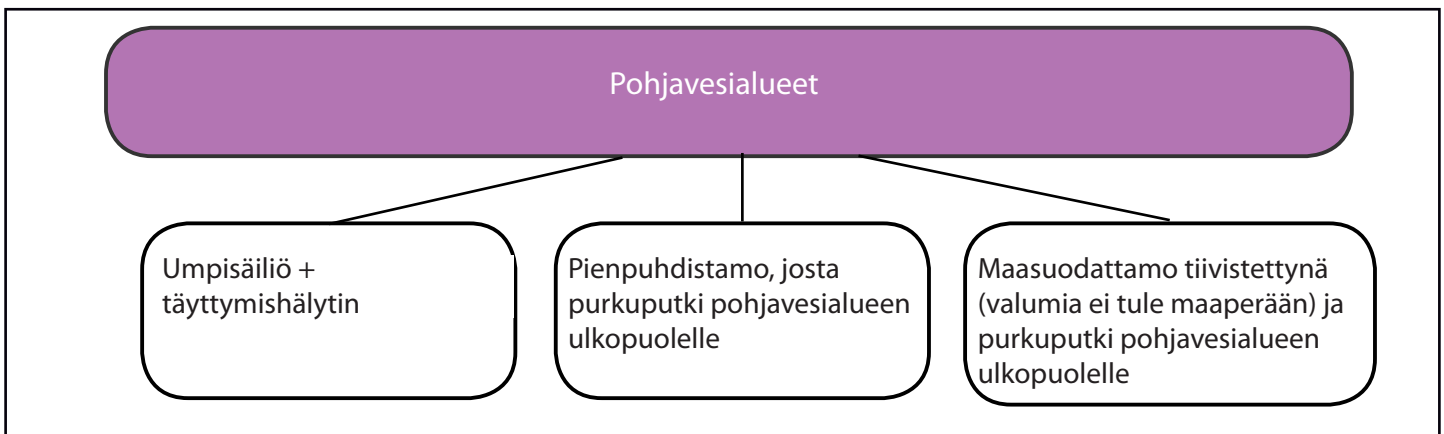 Pohjavesialueet
Umpisäiliö +
täyttymishälytin
Pienpuhdistamo, josta
purkuputki pohjavesialueen
ulkopuolelle
Maasuodattamo tiivistettynä
(valumia ei tule maaperään) ja
purkuputki pohjavesialueen
ulkopuolelle